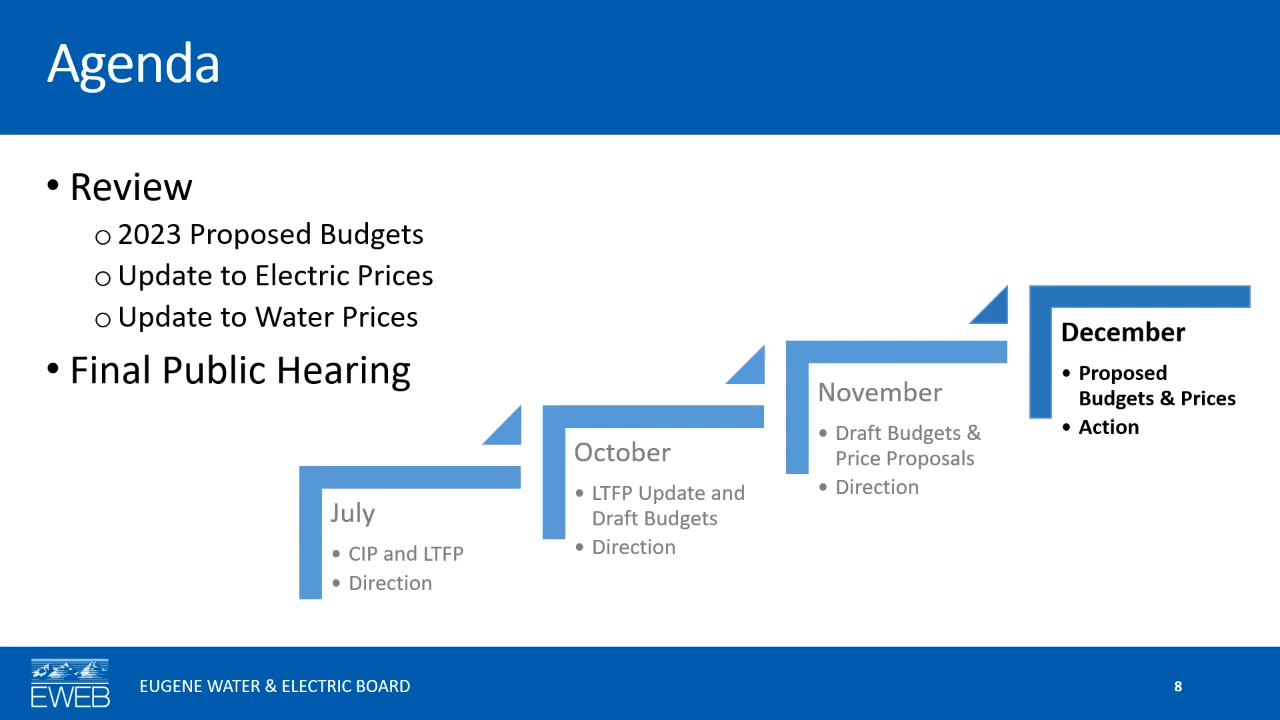 Agenda
• Review
o 2023 Proposed Budgets
o Update to Electric Prices
o Update to Water Prices
• Final Public Hearing
July
• CIP and LTFP
• Direction
October
• LTFP Update and
Draft Budgets
• Direction
November
• Draft Budgets &
Price Proposals
• Direction
December
• Proposed
Budgets & Prices
• Action
EWEB
EUGENE WATER & ELECTRIC BOARD
8